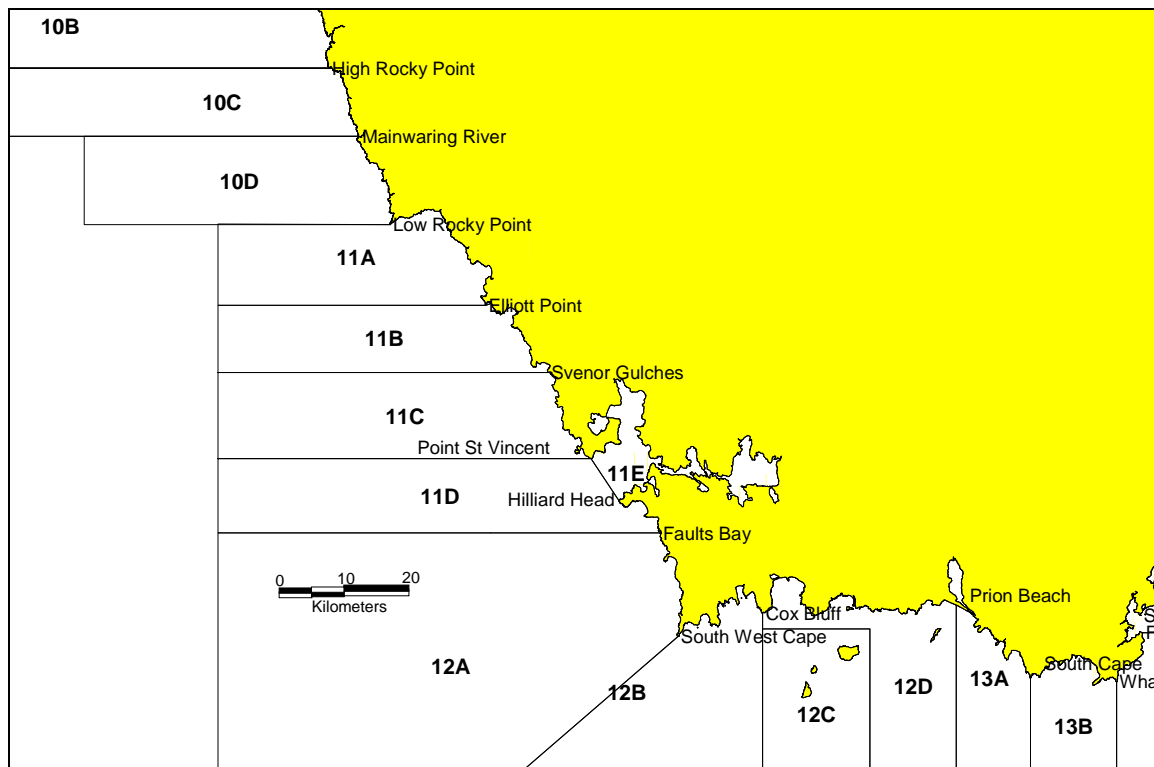 10B
High Rocky Point
10C
Mainwaring River
10D
Low Rocky Point
11A
Elliott Point
11B
Svenor Gulches
11C
Point St Vincent
11E
11D
Hilliard Head
Faults Bay
0 10 20
Kilometers
Prion Beach
Cox Bluff
South West Cape
South Cape
12A
12B
12C
12D
13A
13B